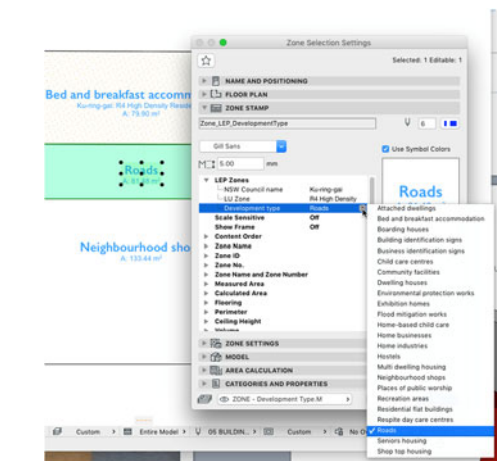 Zone Selection Settings
Selected: 1 Editable: 1
NAME AND POSITIONING
FLOOR PLAN
ZONE STAMP
Zone_LEP_DevelopmentType
6
Gill Sans
Use Symbol Colors
5.00 mm
LEP Zones
NSW Council name Ku-ring-gai
LU Zone R4 High Density
Development type Roads
Scale Sensitive Off
Show Frame Off
Content Order
Zone Name
Zone ID
Zone No.
Zone Name and Zone Number
Measured Area
Calculated Area
Flooring
Perimeter
Ceiling Height
Volume
Roads
ZONE SETTINGS
MODEL
AREA CALCULATION
CATEGORIES AND PROPERTIES
ZONE - Development Type.M
Attached dwellings
Bed and breakfast accommodation
Boarding houses
Building identification signs
Business identification signs
Child care centres
Community facilities
Dwelling houses
Environmental protection works
Exhibition homes
Flood mitigation works
Home-based child care
Home businesses
Home industries
Hostels
Multi dwelling housing
Neighbourhood shops
Places of public worship
Recreation areas
Residential flat buildings
Respite day care centres
Roads
Seniors housing
Shop top housing
Bed and breakfast accomm
Ku-ring-gai: R4 High Density Reside
A: 79.90 m²
Roads
Neighbourhood sho
A: 133.44 m²
Custom
Entire Model
05 BUILDIN...
Custom
No O